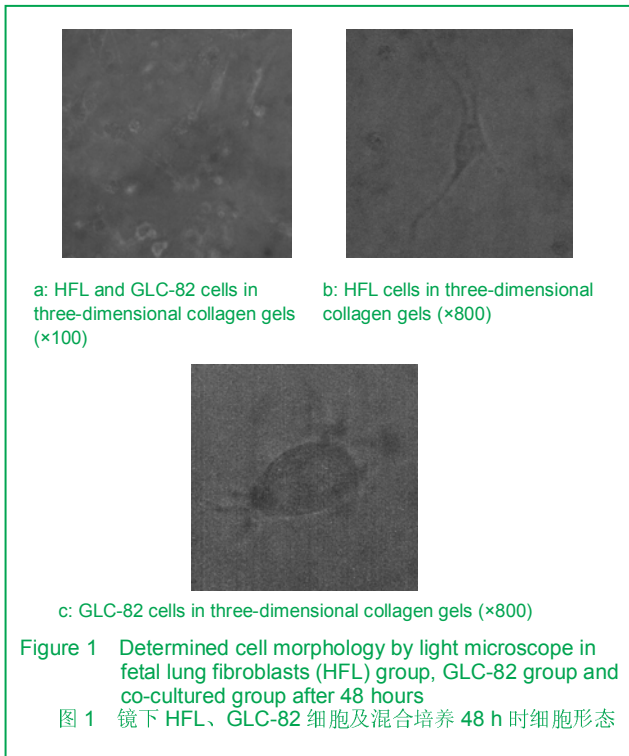 a: HFL and GLC-82 cells in
three-dimensional collagen gels
(×100)
b: HFL cells in three-dimensional
collagen gels (×800)
c: GLC-82 cells in three-dimensional collagen gels (×800)
Figure 1 Determined cell morphology by light microscope in
fetal lung fibroblasts (HFL) group, GLC-82 group and
co-cultured group after 48 hours
图 1 镜下 HFL、GLC-82 细胞及混合培养 48 h 时细胞形态